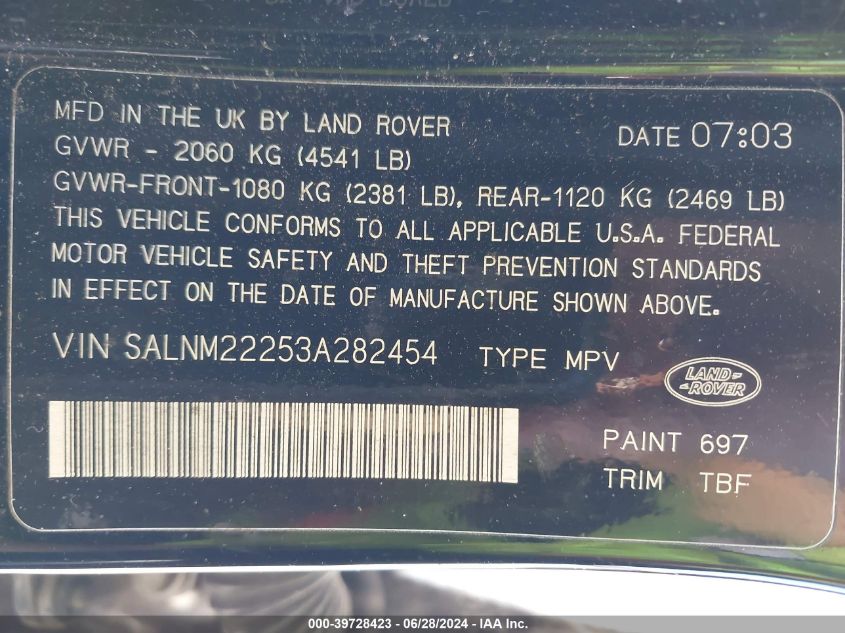 MFD IN THE UK BY LAND ROVER DATE 07:03
GVWR - 2060 KG (4541 LB)
GVWR-FRONT-1080 KG (2381 LB), REAR-1120 KG (2469 LB)
THIS VEHICLE CONFORMS TO ALL APPLICABLE U.S.A. FEDERAL
MOTOR VEHICLE SAFETY AND THEFT PREVENTION STANDARDS
IN EFFECT ON THE DATE OF MANUFACTURE SHOWN ABOVE.
VIN SALNM22253A282454 TYPE MPV
LAND-
-ROVER
PAINT 697
TRIM TBF
000-39728423 - 06/28/2024 - IAA Inc.